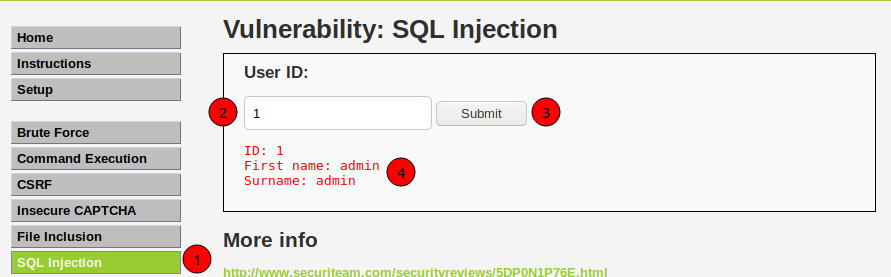 Home
Instructions
Setup
Brute Force
Command Execution
CSRF
Insecure CAPTCHA
File Inclusion
SQL Injection
1
Vulnerability: SQL Injection
User ID:
2
1
Submit
3
ID: 1
First name: admin
Surname: admin
4
More info
http://www.securiteam.com/securityreviews/5DP0N1P76E.html